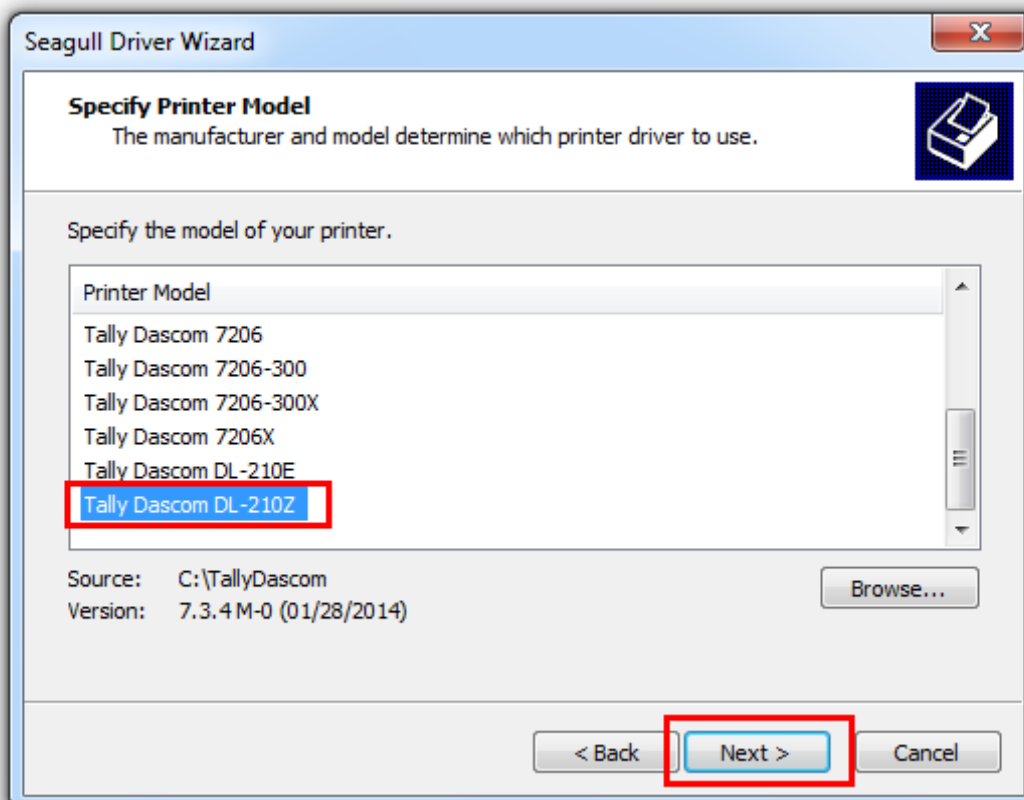 Seagull Driver Wizard
Specify Printer Model
The manufacturer and model determine which printer driver to use.
Specify the model of your printer.
Printer Model
Tally Dascom 7206
Tally Dascom 7206-300
Tally Dascom 7206-300X
Tally Dascom 7206X
Tally Dascom DL-210E
Tally Dascom DL-210Z
Source: C:\TallyDascom
Browse...
Version: 7.3.4 M-0 (01/28/2014)
< Back Next > Cancel